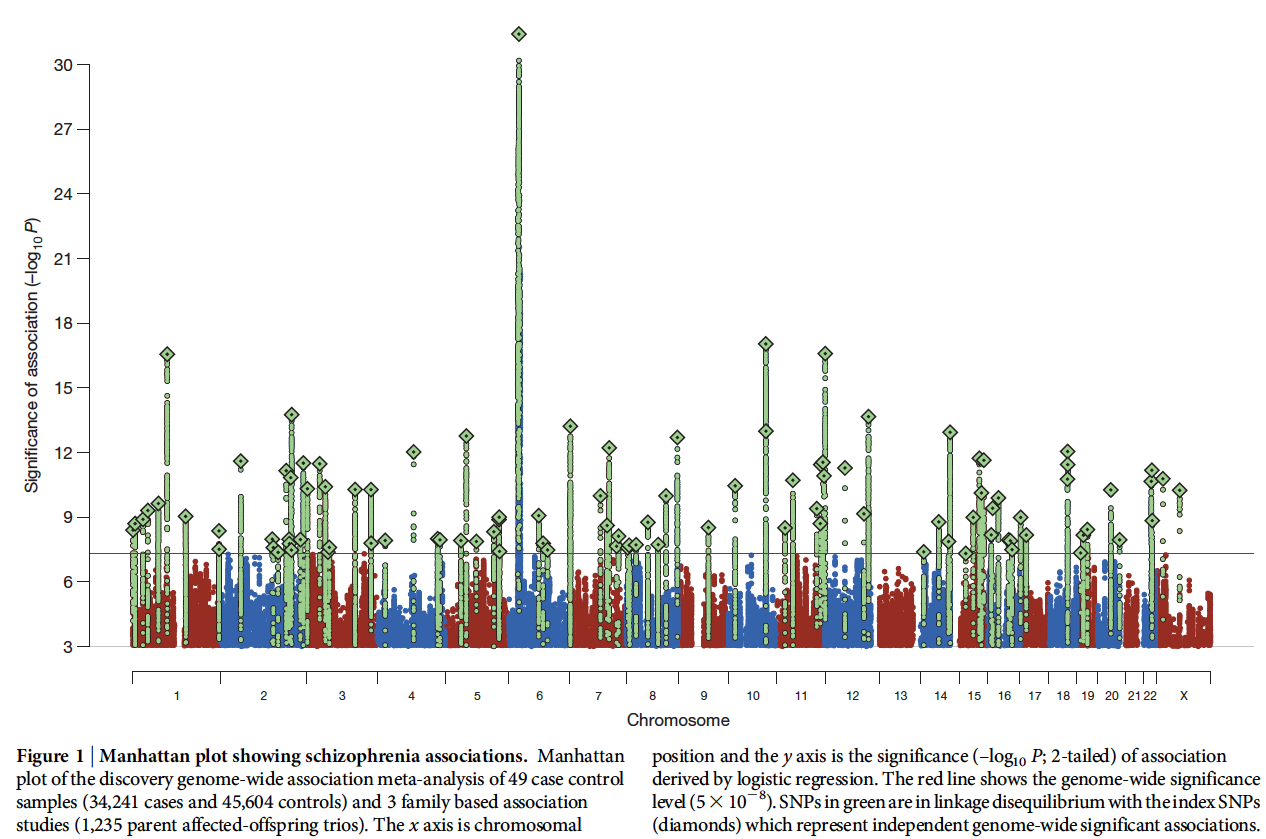 30
27
24
21
18
15
12
9
6
3
Significance of association (–log10 P)
1 2 3 4 5 6 7 8 9 10 11 12 13 14 15 16 17 18 19 20 21 22 X
Chromosome
Figure 1 | Manhattan plot showing schizophrenia associations. Manhattan
plot of the discovery genome-wide association meta-analysis of 49 case control
samples (34,241 cases and 45,604 controls) and 3 family based association
studies (1,235 parent affected-offspring trios). The x axis is chromosomal
position and the y axis is the significance (–log10 P; 2-tailed) of association
derived by logistic regression. The red line shows the genome-wide significance
level (5 × 10−8). SNPs in green are in linkage disequilibrium with the index SNPs
(diamonds) which represent independent genome-wide significant associations.